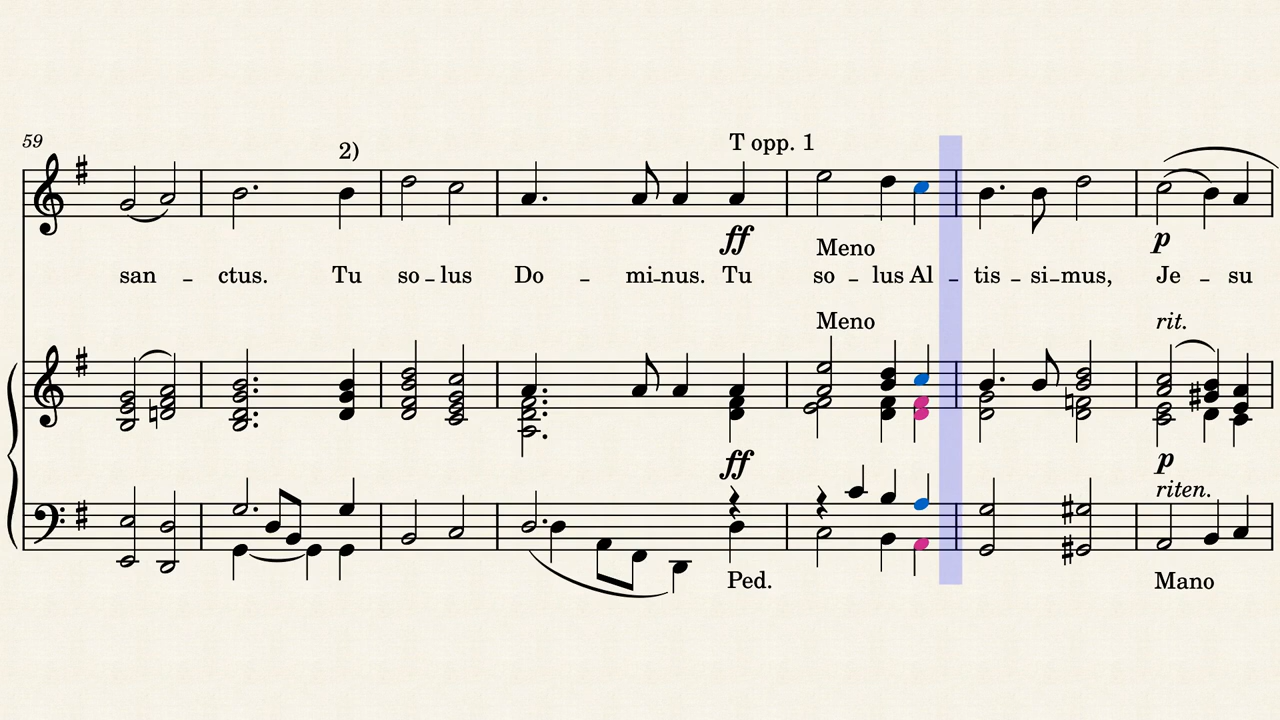 59
2)
T opp. 1
ff
Meno
p
san - ctus. Tu so - lus Do - mi - nus. Tu so - lus Al - tis - si - mus, Je - su
Meno
rit.
ff
p
riten.
Ped.
Mano